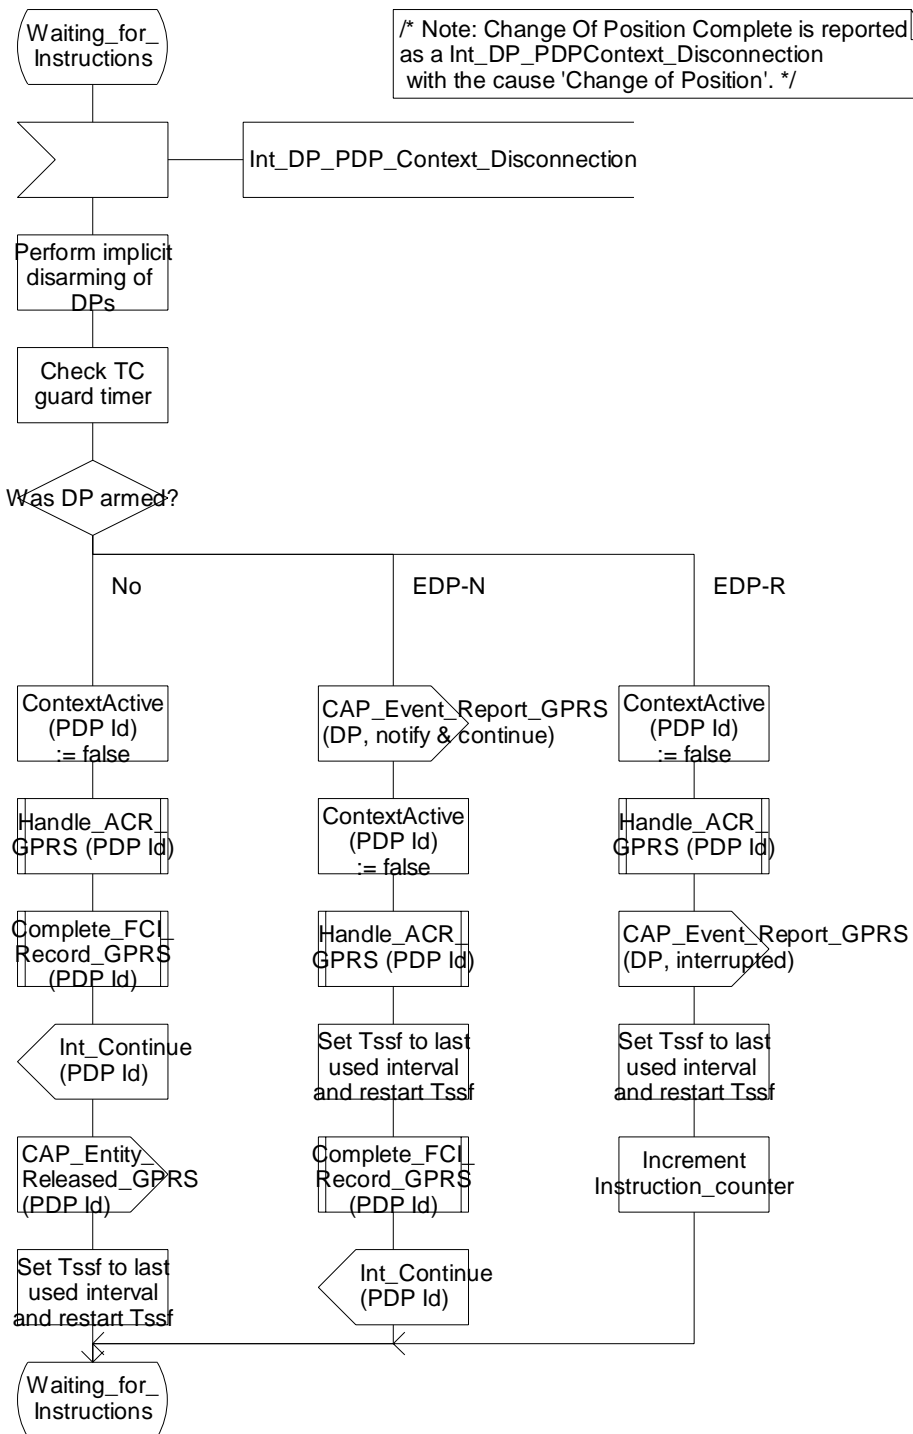 Waiting_for_
Instructions
/* Note: Change Of Position Complete is reported
as a Int_DP_PDPContext_Disconnection
with the cause 'Change of Position'. */
Int_DP_PDP_Context_Disconnection
Perform implicit
disarming of
DPs
Check TC
guard timer
Was DP armed?
No
EDP-N
EDP-R
ContextActive
(PDP Id)
:= false
Handle_ACR_
GPRS (PDP Id)
Complete_FCI_
Record_GPRS
(PDP Id)
Int_Continue
(PDP Id)
CAP_Entity_
Released_GPRS
(PDP Id)
Set Tssf to last
used interval
and restart Tssf
CAP_Event_Report_GPRS
(DP, notify & continue)
ContextActive
(PDP Id)
:= false
Handle_ACR_
GPRS (PDP Id)
Set Tssf to last
used interval
and restart Tssf
Complete_FCI_
Record_GPRS
(PDP Id)
Int_Continue
(PDP Id)
ContextActive
(PDP Id)
:= false
Handle_ACR_
GPRS (PDP Id)
CAP_Event_Report_GPRS
(DP, interrupted)
Set Tssf to last
used interval
and restart Tssf
Increment
Instruction_counter
Waiting_for_
Instructions